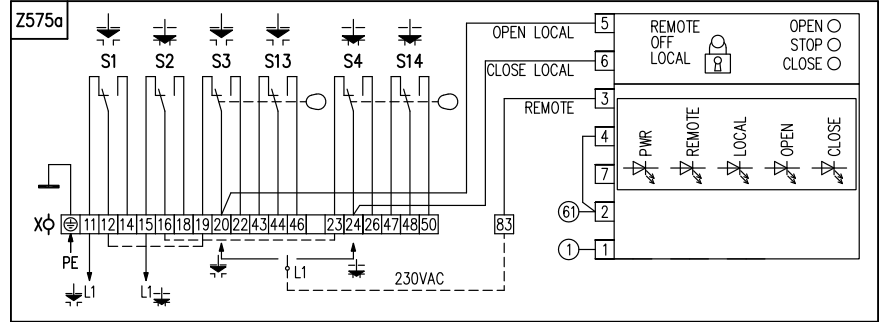 Z575a
S1 S2 S3 S13 S4 S14
OPEN LOCAL
CLOSE LOCAL
REMOTE
5
6
3
4
7
2
1
61
1
REMOTE
OFF
LOCAL
OPEN
STOP
CLOSE
PWR
REMOTE
LOCAL
OPEN
CLOSE
X 11 12 14 15 16 18 19 20 22 43 44 46 23 24 26 47 48 50 83
PE
L1
L1
L1
230VAC